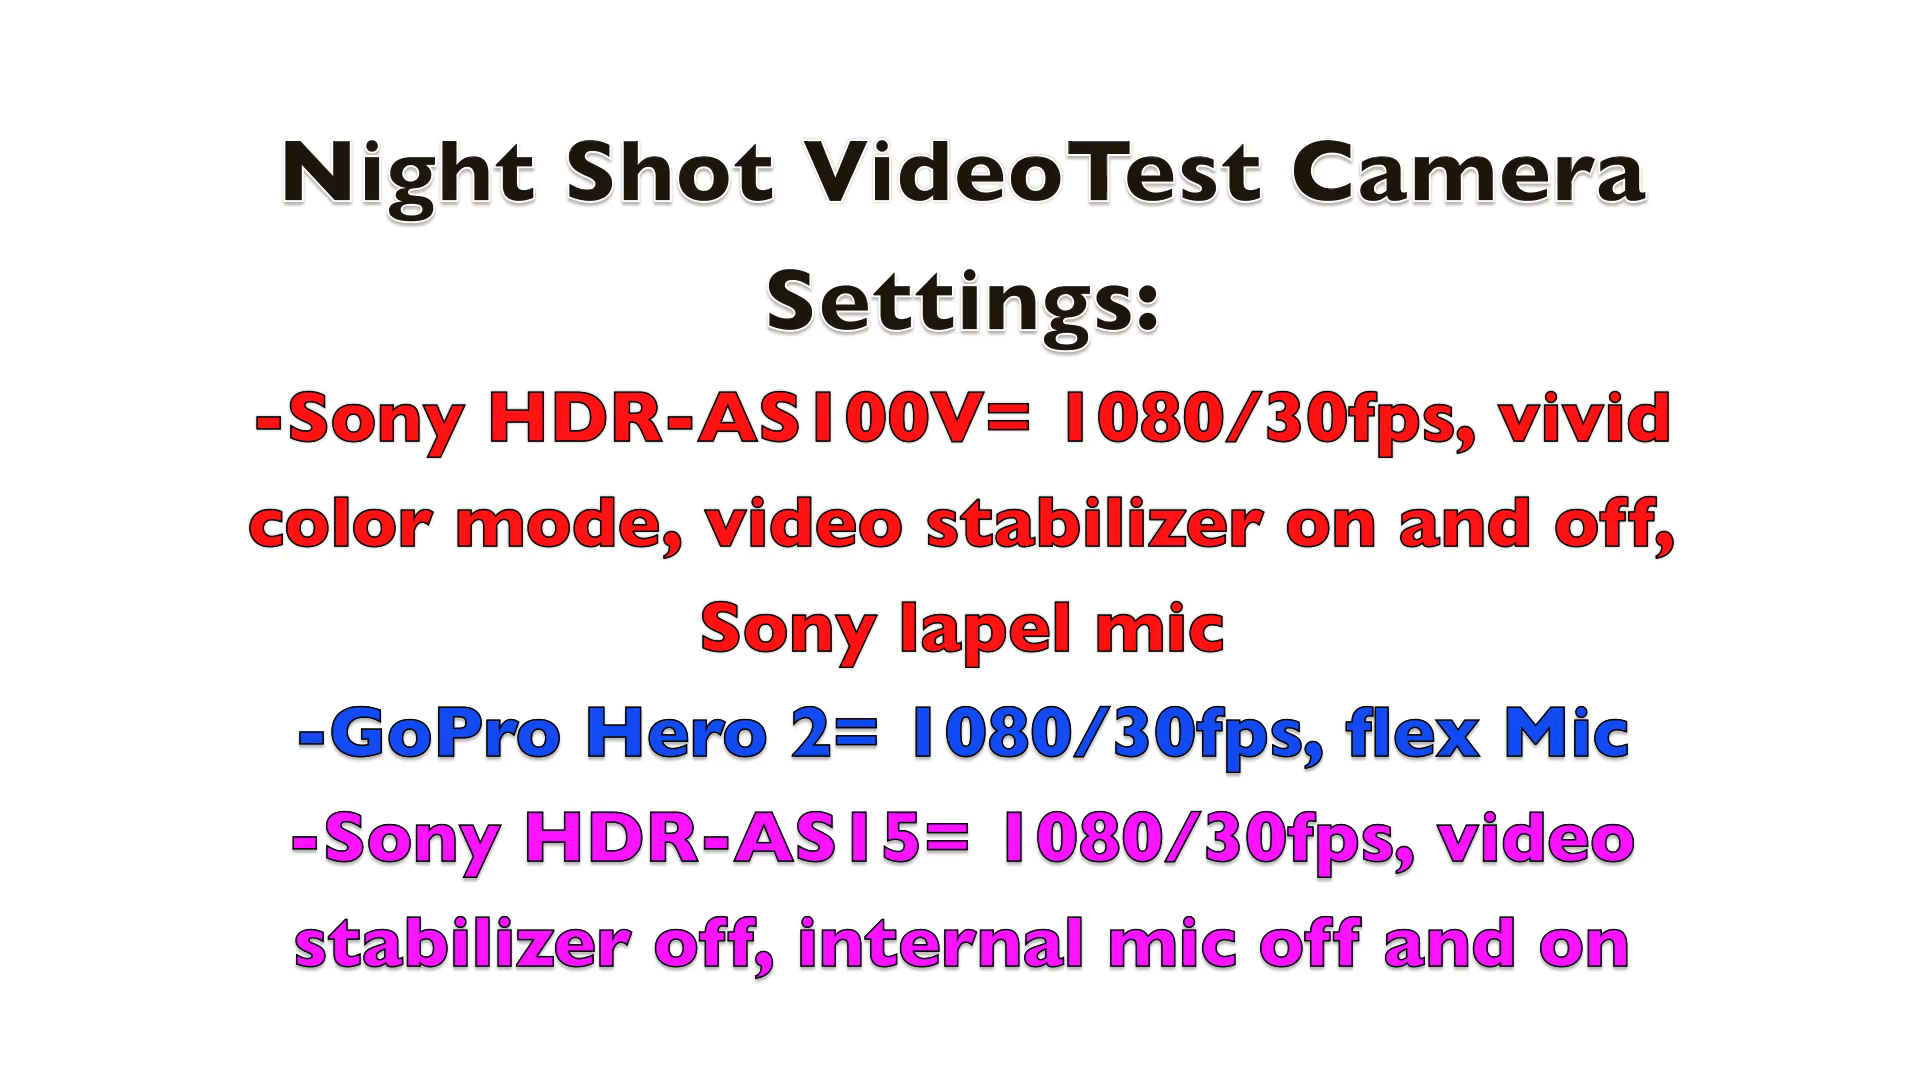 Night Shot VideoTest Camera
Settings:
-Sony HDR-AS100V= 1080/30fps, vivid
color mode, video stabilizer on and off,
Sony lapel mic
-GoPro Hero 2= 1080/30fps, flex Mic
-Sony HDR-AS15= 1080/30fps, video
stabilizer off, internal mic off and on